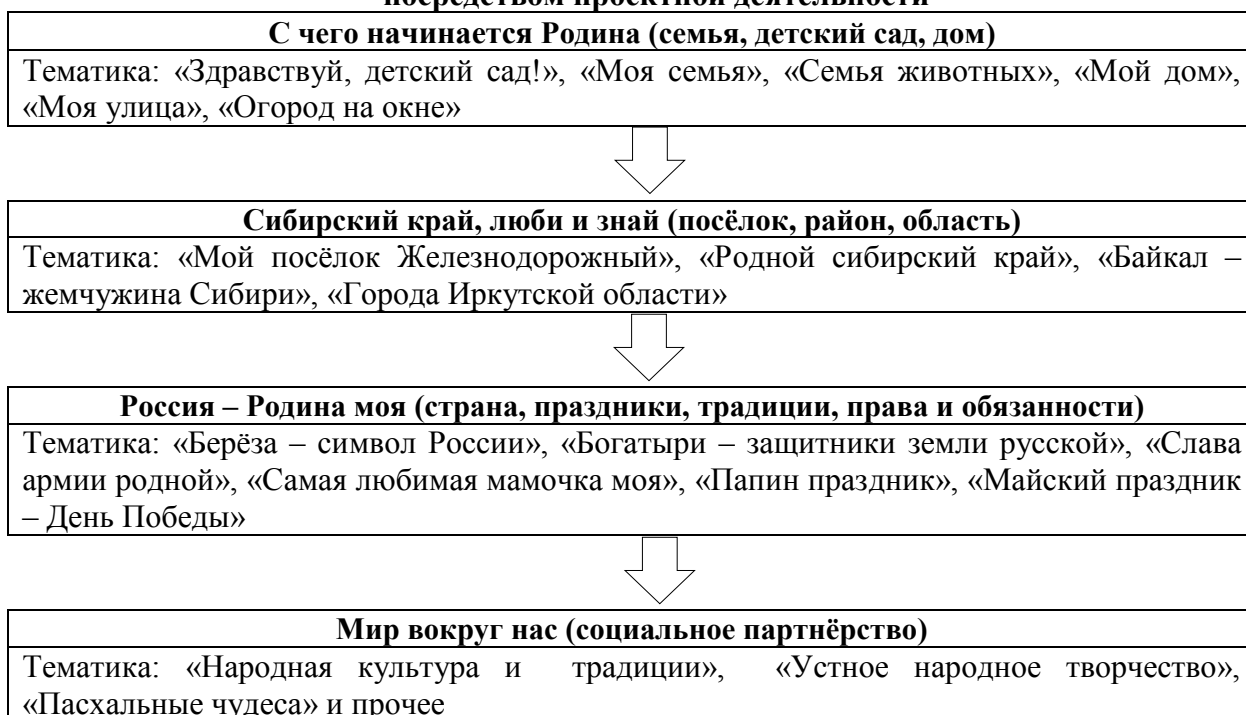 посредством проектной деятельности
С чего начинается Родина (семья, детский сад, дом)
Тематика: «Здравствуй, детский сад!», «Моя семья», «Семья животных», «Мой дом»,
«Моя улица», «Огород на окне»
Сибирский край, люби и знай (посёлок, район, область)
Тематика: «Мой посёлок Железнодорожный», «Родной сибирский край», «Байкал –
жемчужина Сибири», «Города Иркутской области»
Россия – Родина моя (страна, праздники, традиции, права и обязанности)
Тематика: «Берёза – символ России», «Богатыри – защитники земли русской», «Слава
армии родной», «Самая любимая мамочка моя», «Папин праздник», «Майский праздник
– День Победы»
Мир вокруг нас (социальное партнёрство)
Тематика: «Народная культура и традиции», «Устное народное творчество»,
«Пасхальные чудеса» и прочее